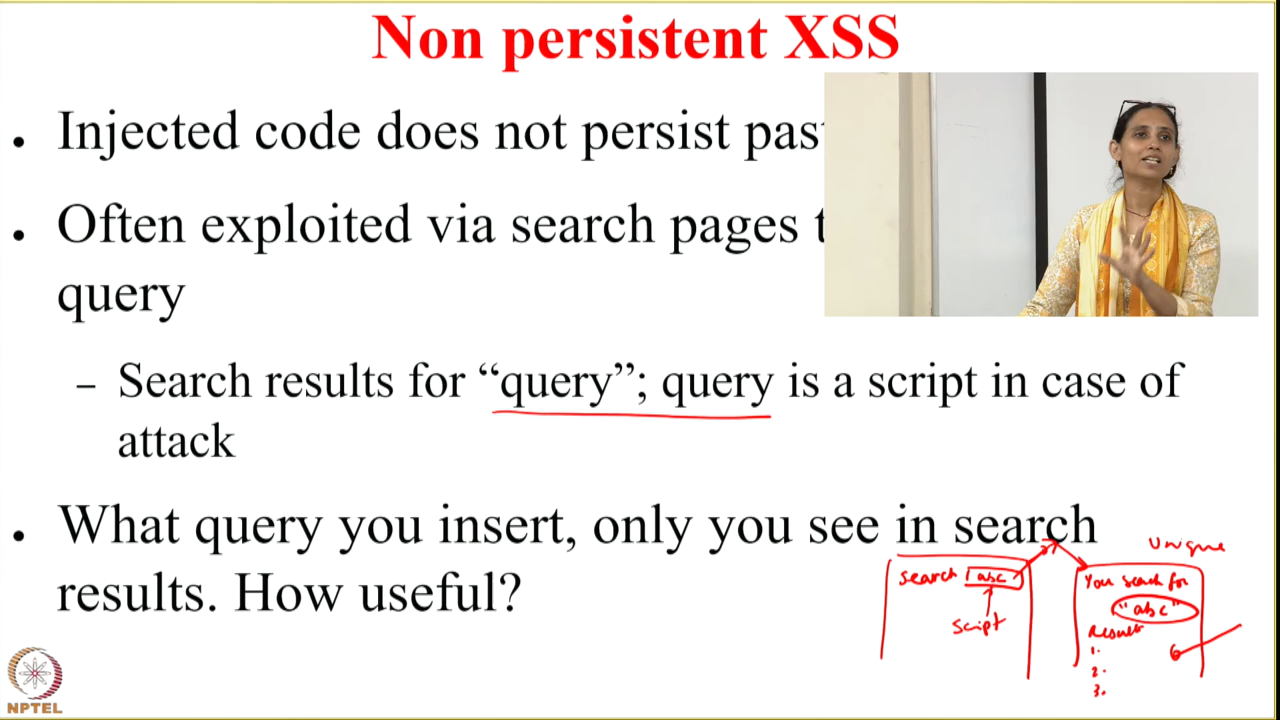 Non persistent XSS
Injected code does not persist pas
Often exploited via search pages t
query
– Search results for “query”; query is a script in case of
attack
What query you insert, only you see in search
results. How useful?
search abc
script
unique
You search for
"abc"
Result
1.
2.
3.
NPTEL